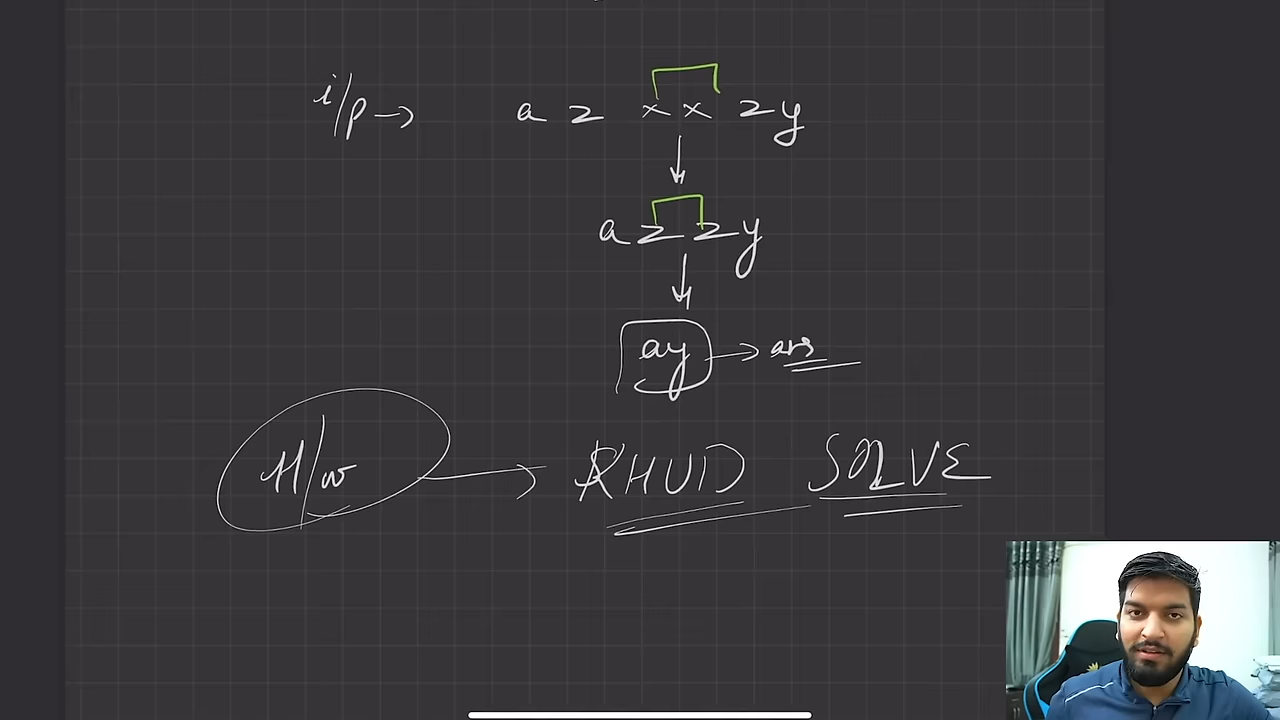 i/p → a z x x z y
↓
a z z y
↓
ay → ans
H/w → KHUD SOLVE